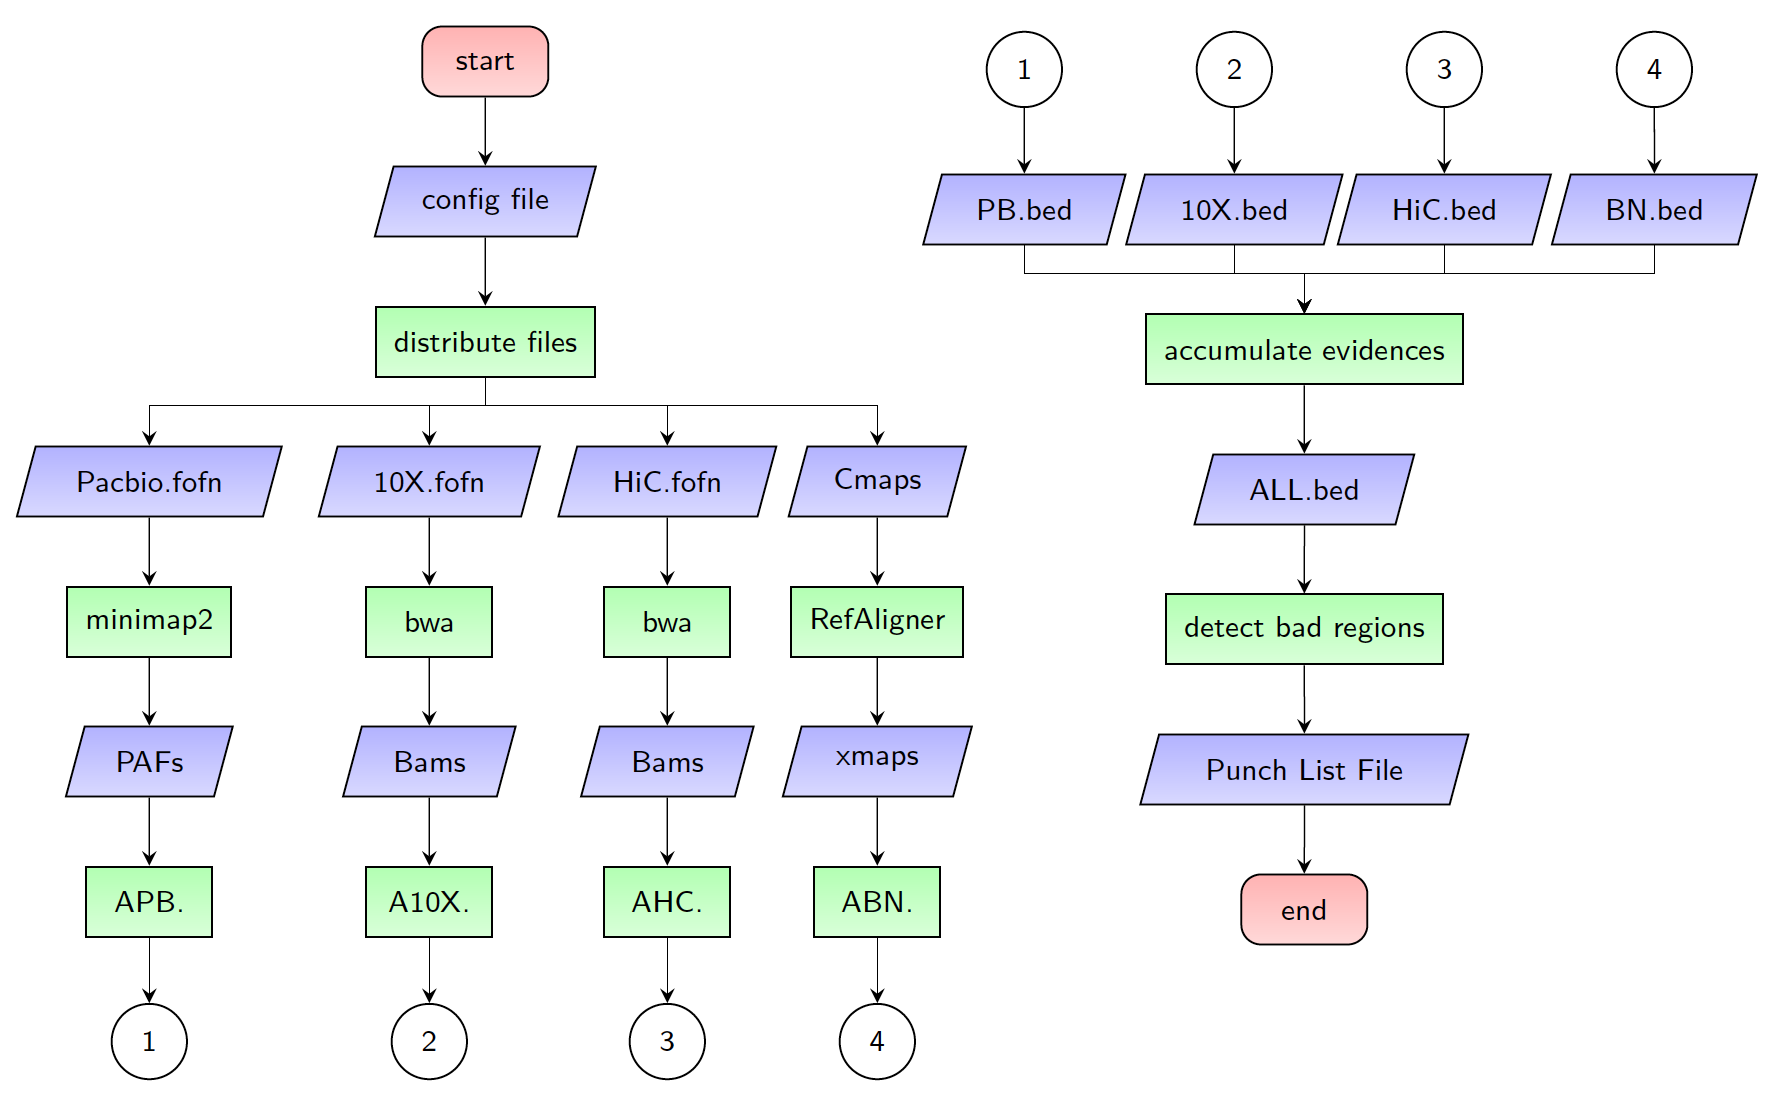 start
config file
distribute files
Pacbio.fofn
10X.fofn
HiC.fofn
Cmaps
minimap2
bwa
bwa
RefAligner
PAFs
Bams
Bams
xmaps
APB.
A10X.
AHC.
ABN.
1
2
3
4
1
2
3
4
PB.bed
10X.bed
HiC.bed
BN.bed
accumulate evidences
ALL.bed
detect bad regions
Punch List File
end